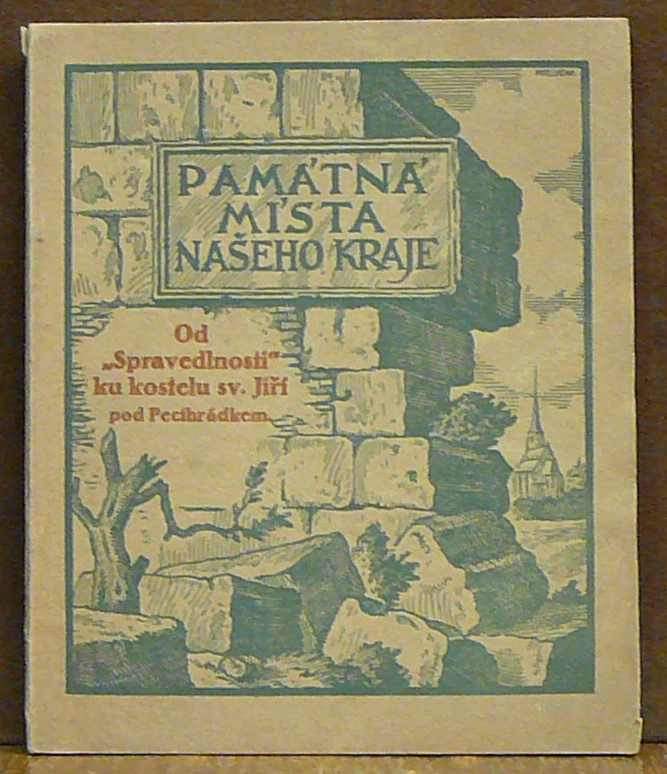 PAMÁTNÁ
MÍSTA
NAŠEHO KRAJE
Od
„Spravedlnosti“
ku kostelu sv. Jiří
pod Pecihrádkem.